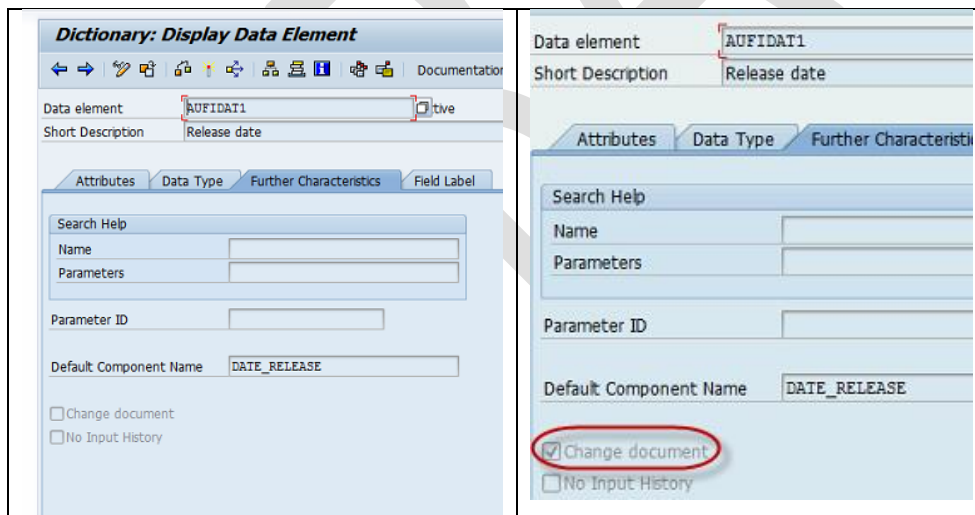 Dictionary: Display Data Element
Documentation
Data element AUFIDAT1 tive
Short Description Release date
Attributes Data Type Further Characteristics Field Label
Search Help
Name
Parameters
Parameter ID
Default Component Name DATE_RELEASE
Change document
No Input History
Data element AUFIDAT1
Short Description Release date
Attributes Data Type Further Characteristic
Search Help
Name
Parameters
Parameter ID
Default Component Name DATE_RELEASE
Change document
No Input History